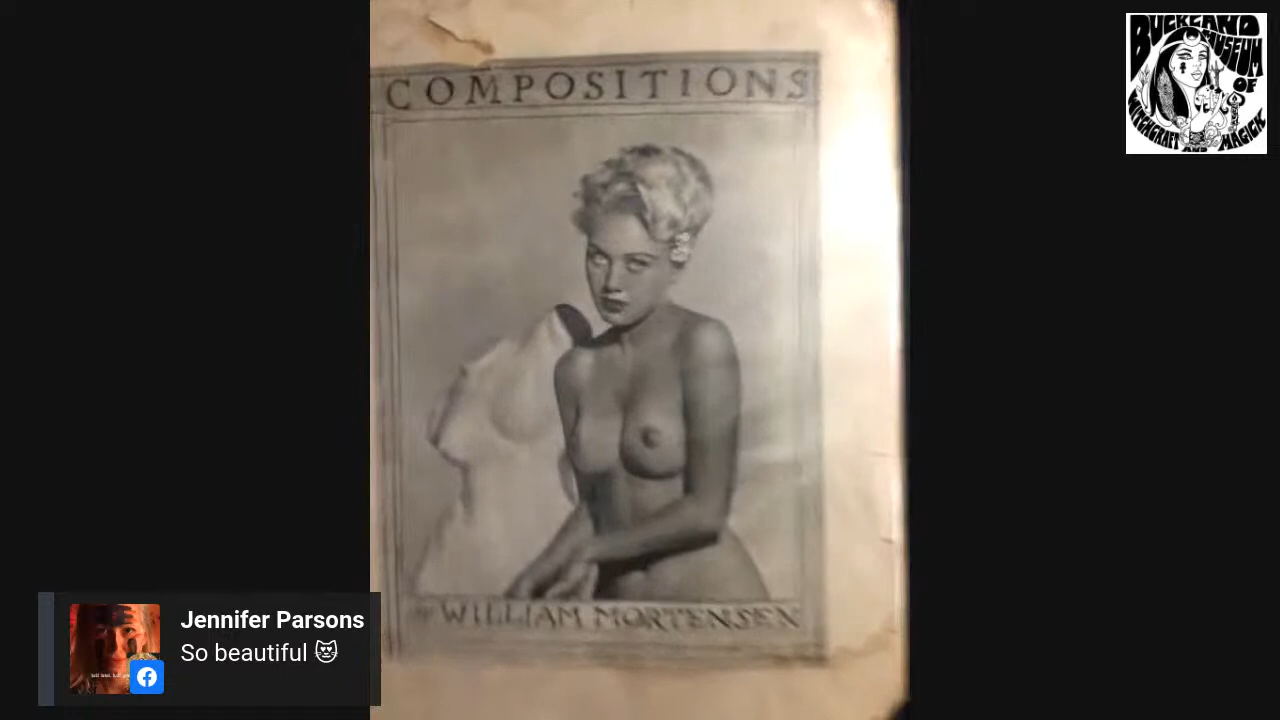 COMPOSITIONS
WILLIAM MORTENSEN
Jennifer Parsons
So beautiful 😻
BUCKLAND
MUSEUM
OF
WITCHCRAFT AND MAGICK